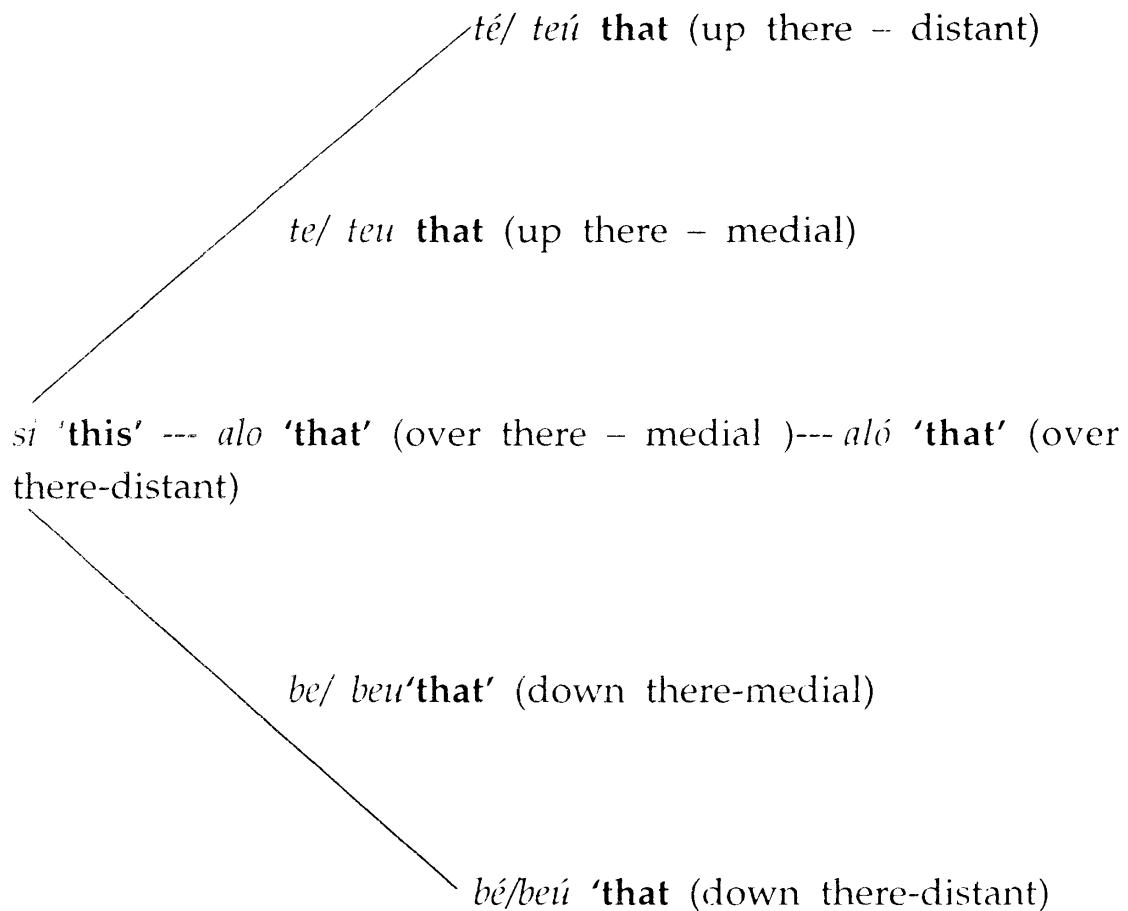 té/ teú that (up there – distant)
te/ teu that (up there – medial)
si 'this' --- alo 'that' (over there – medial )--- aló 'that' (over
there-distant)
be/ beu'that' (down there-medial)
bé/beú 'that (down there-distant)